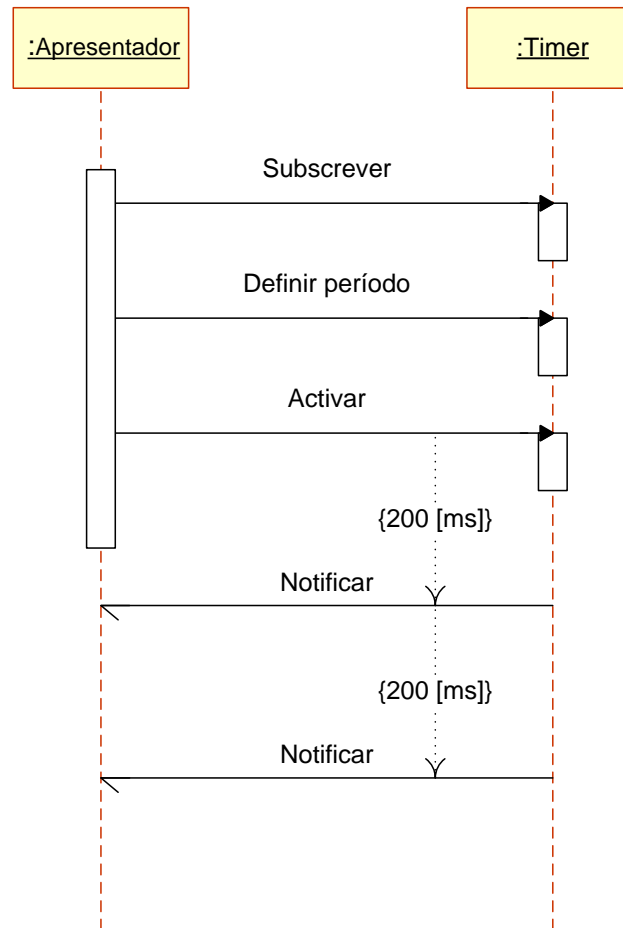 :Apresentador
:Timer
Subscrever
Definir período
Activar
{200 [ms]}
Notificar
{200 [ms]}
Notificar